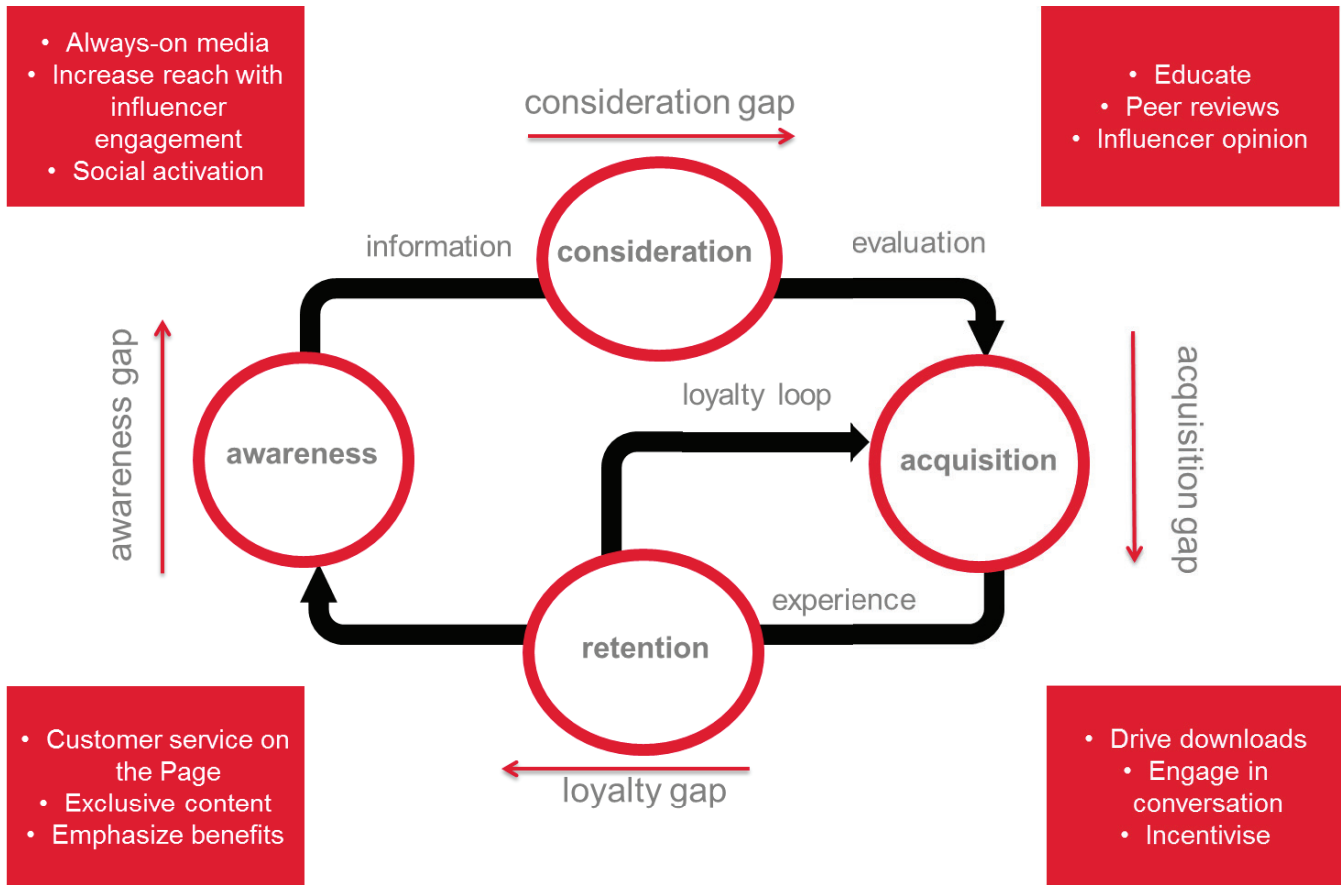 • Always-on media
• Increase reach with
influencer
engagement
• Social activation
consideration gap
• Educate
• Peer reviews
• Influencer opinion
information
consideration
evaluation
awareness gap
awareness
loyalty loop
acquisition
acquisition gap
retention
experience
loyalty gap
• Customer service on
the Page
• Exclusive content
• Emphasize benefits
• Drive downloads
• Engage in
conversation
• Incentivise